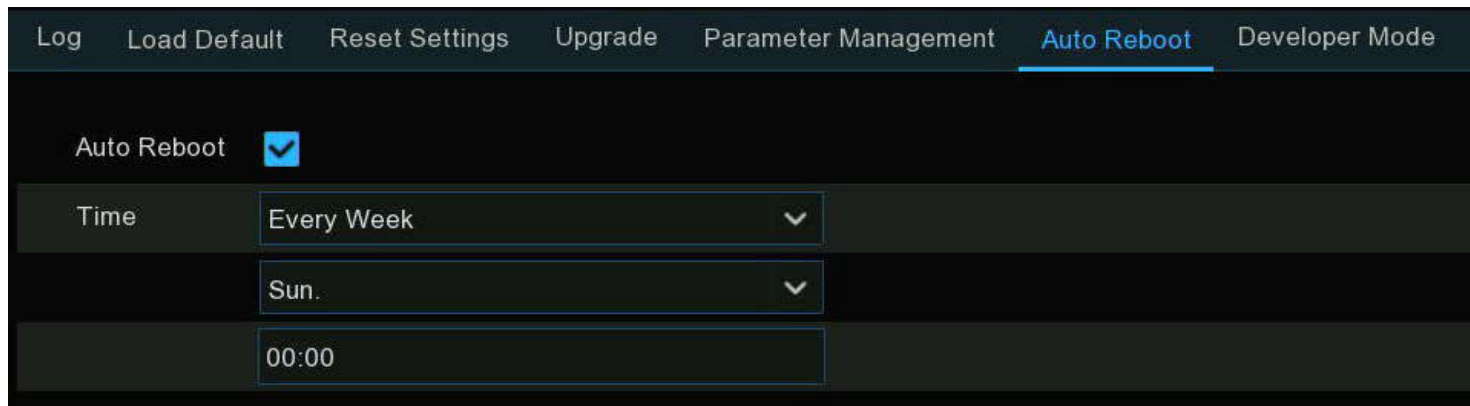 Log Load Default Reset Settings Upgrade Parameter Management Auto Reboot Developer Mode
Auto Reboot
Time Every Week
Sun.
00:00